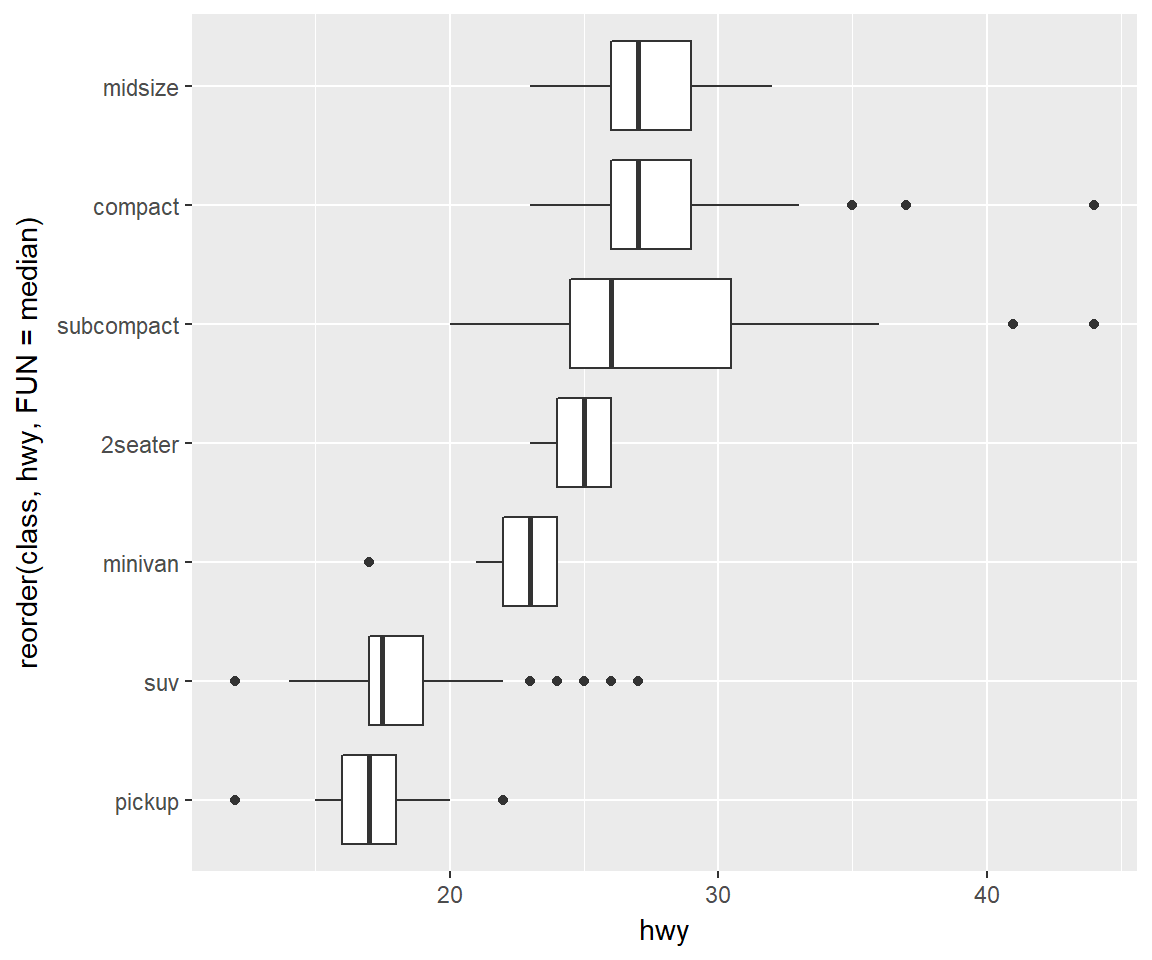 reorder(class, hwy, FUN = median)
midsize
compact
subcompact
2seater
minivan
suv
pickup
20 30 40
hwy